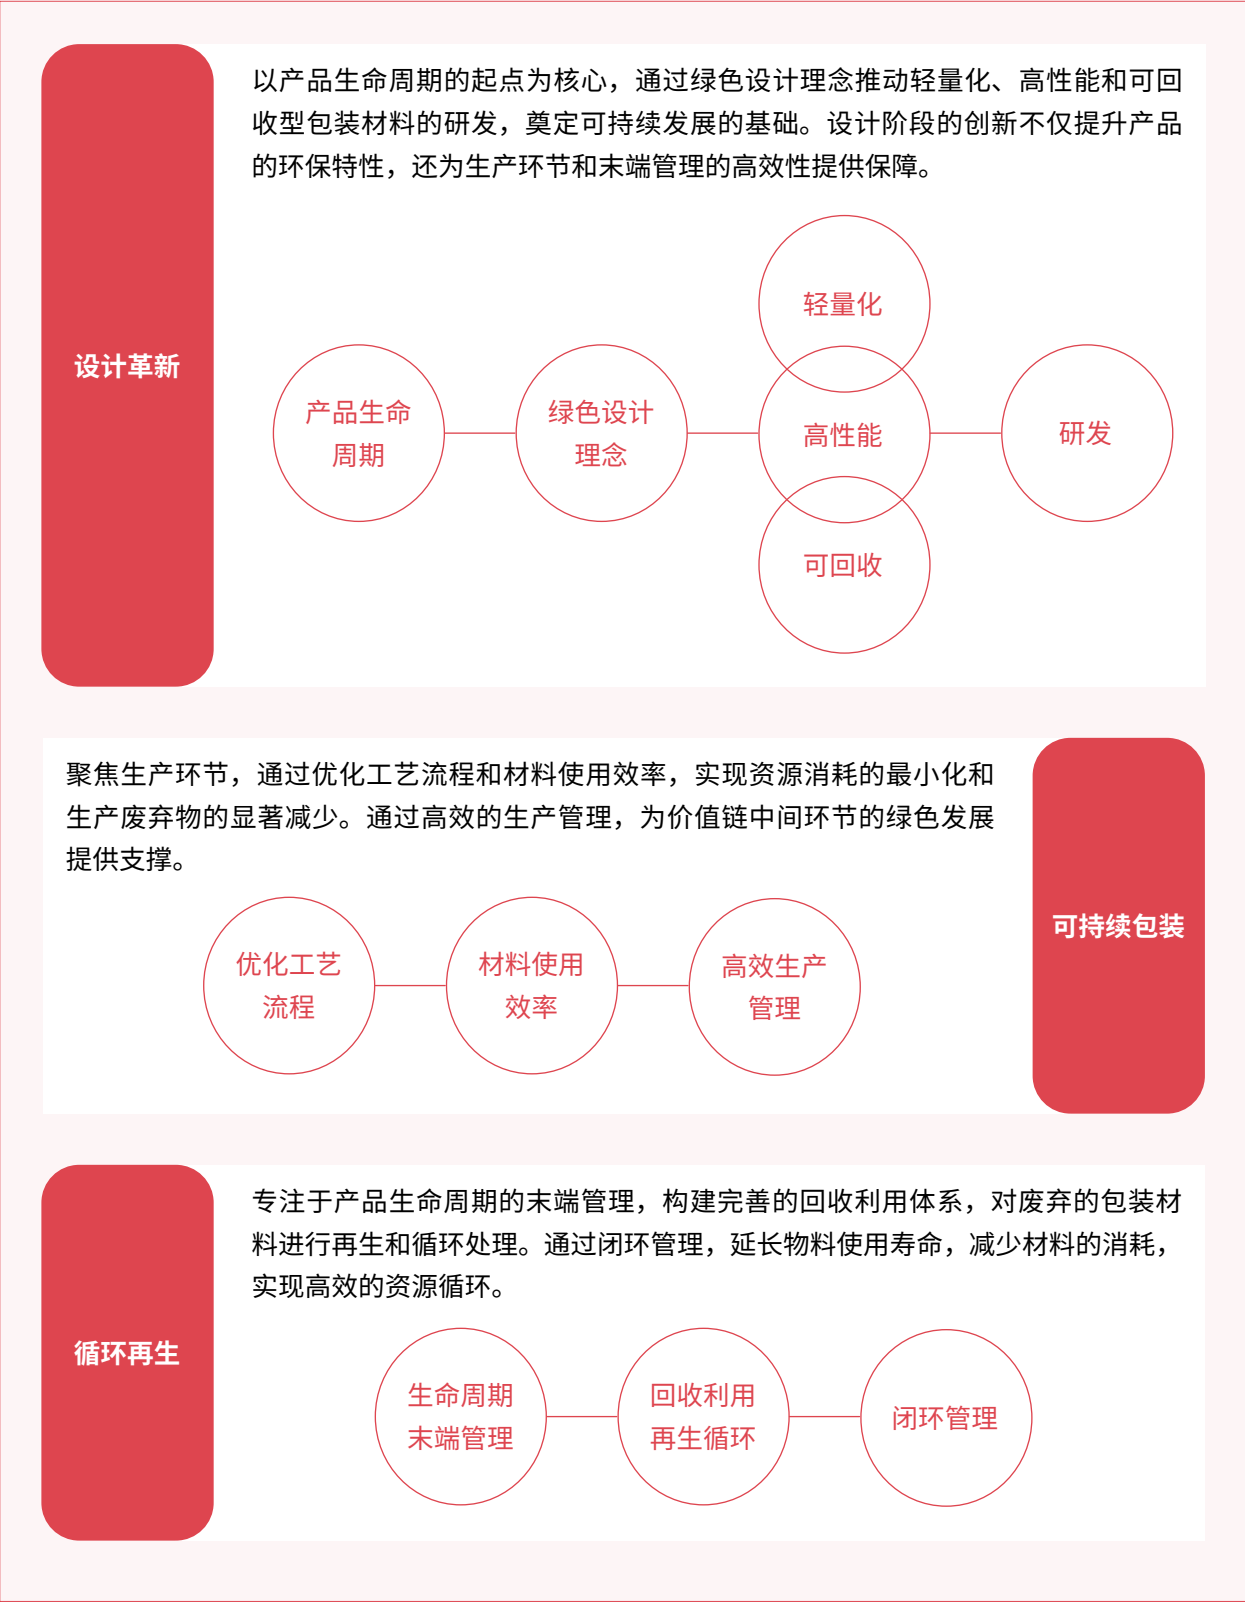 设计革新
以产品生命周期的起点为核心，通过绿色设计理念推动轻量化、高性能和可回
收型包装材料的研发，奠定可持续发展的基础。设计阶段的创新不仅提升产品
的环保特性，还为生产环节和末端管理的高效性提供保障。
产品生命
周期
绿色设计
理念
轻量化
高性能
可回收
研发
聚焦生产环节，通过优化工艺流程和材料使用效率，实现资源消耗的最小化和
生产废弃物的显著减少。通过高效的生产管理，为价值链中间环节的绿色发展
提供支撑。
优化工艺
流程
材料使用
效率
高效生产
管理
可持续包装
循环再生
专注于产品生命周期的末端管理，构建完善的回收利用体系，对废弃的包装材
料进行再生和循环处理。通过闭环管理，延长物料使用寿命，减少材料的消耗，
实现高效的资源循环。
生命周期
末端管理
回收利用
再生循环
闭环管理